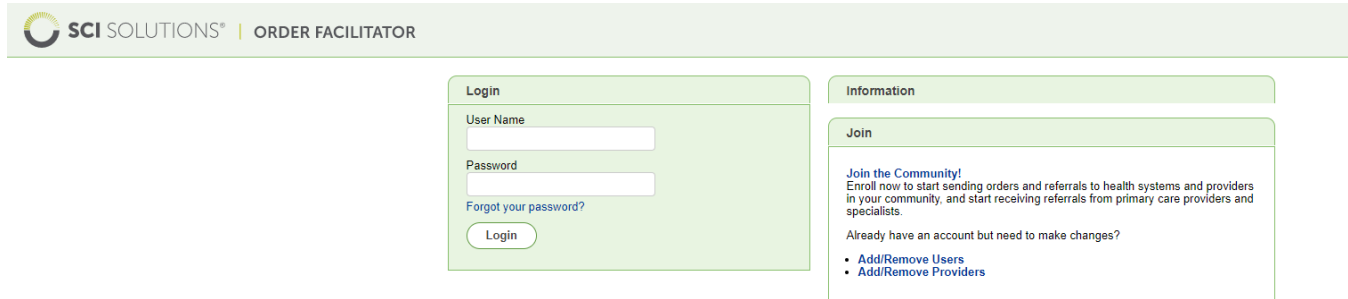 SCI SOLUTIONS® | ORDER FACILITATOR
Login
User Name
Password
Forgot your password?
Login
Information
Join
Join the Community!
Enroll now to start sending orders and referrals to health systems and providers
in your community, and start receiving referrals from primary care providers and
specialists.
Already have an account but need to make changes?
• Add/Remove Users
• Add/Remove Providers